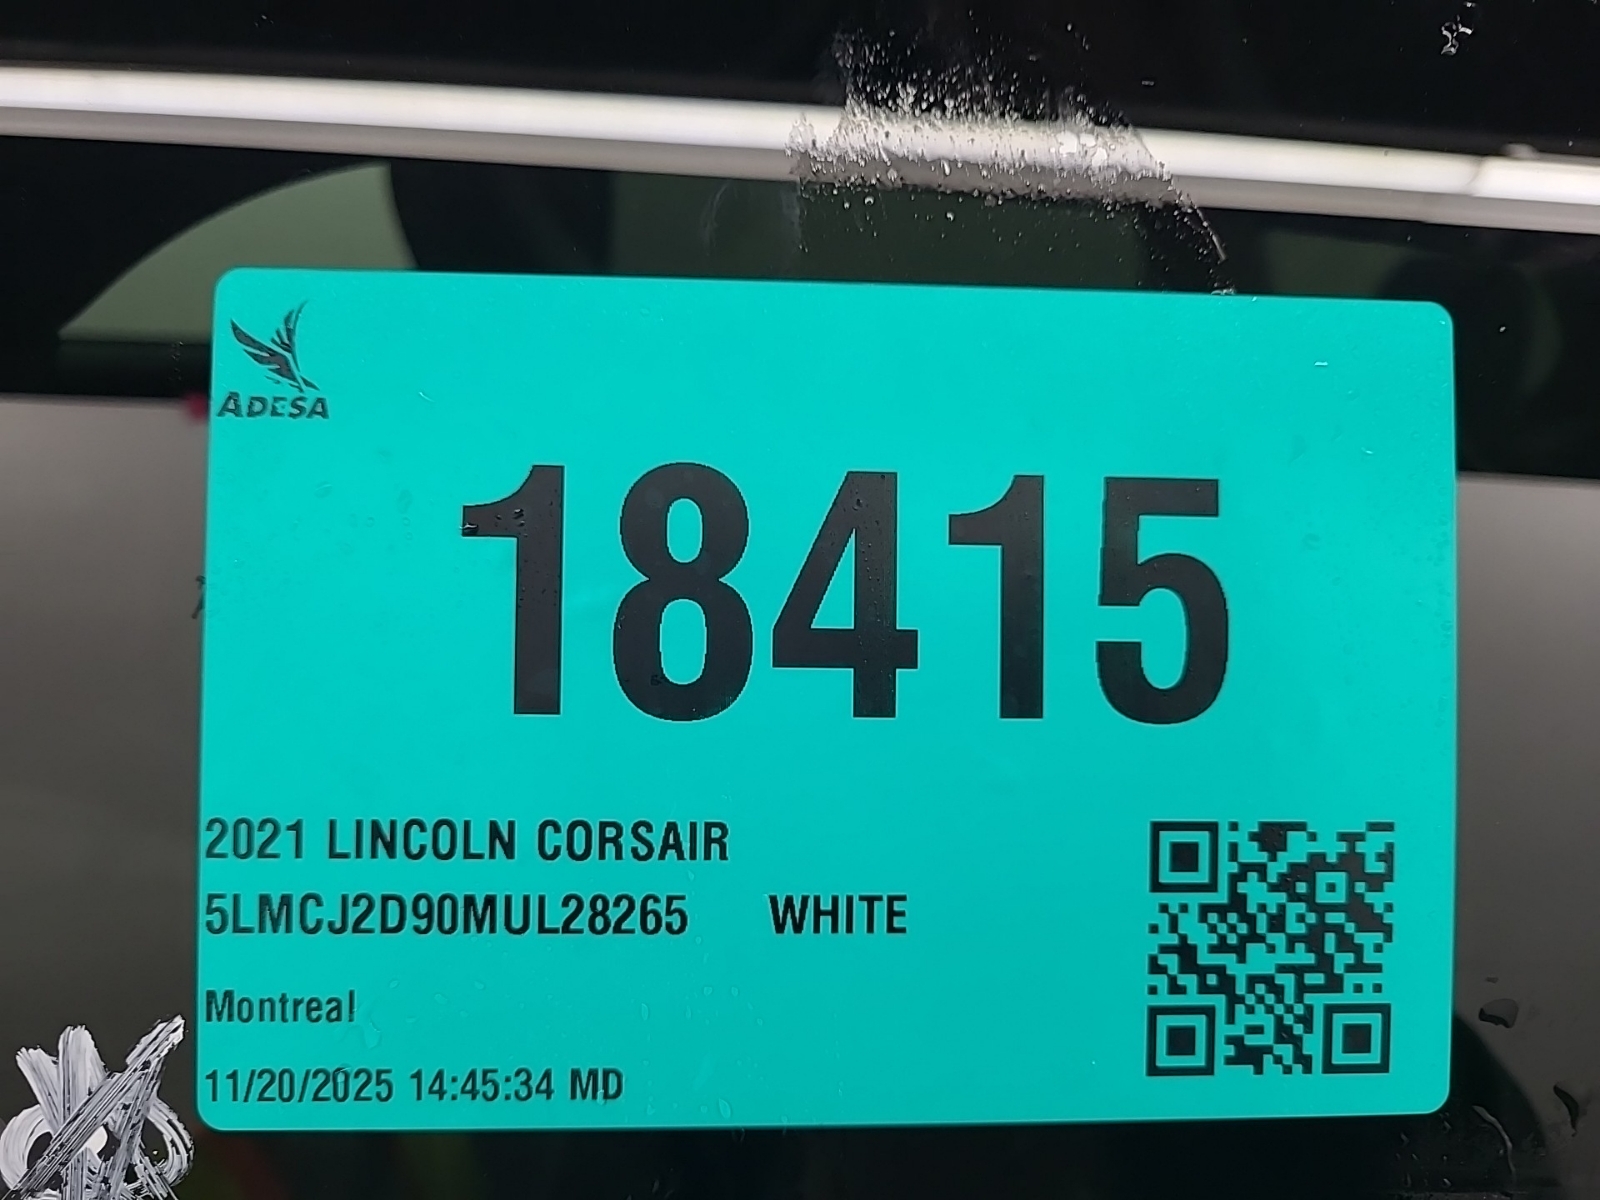 ADESA
18415
2021 LINCOLN CORSAIR
5LMCJ2D90MUL28265 WHITE
Montreal
11/20/2025 14:45:34 MD